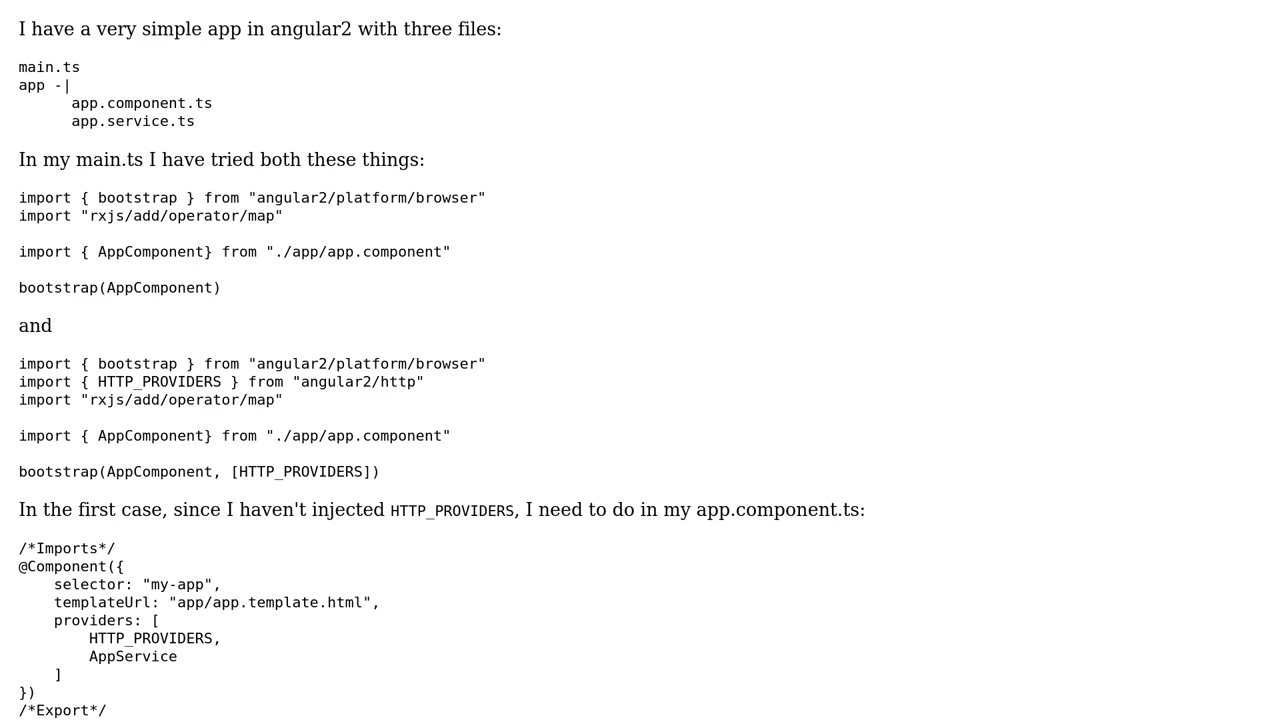 I have a very simple app in angular2 with three files:
main.ts
app -|
      app.component.ts
      app.service.ts
In my main.ts I have tried both these things:
import { bootstrap } from "angular2/platform/browser"
import "rxjs/add/operator/map"
import { AppComponent} from "./app/app.component"
bootstrap(AppComponent)
and
import { bootstrap } from "angular2/platform/browser"
import { HTTP_PROVIDERS } from "angular2/http"
import "rxjs/add/operator/map"
import { AppComponent} from "./app/app.component"
bootstrap(AppComponent, [HTTP_PROVIDERS])
In the first case, since I haven't injected HTTP_PROVIDERS, I need to do in my app.component.ts:
/*Imports*/
@Component({
    selector: "my-app",
    templateUrl: "app/app.template.html",
    providers: [
        HTTP_PROVIDERS,
        AppService
    ]
})
/*Export*/